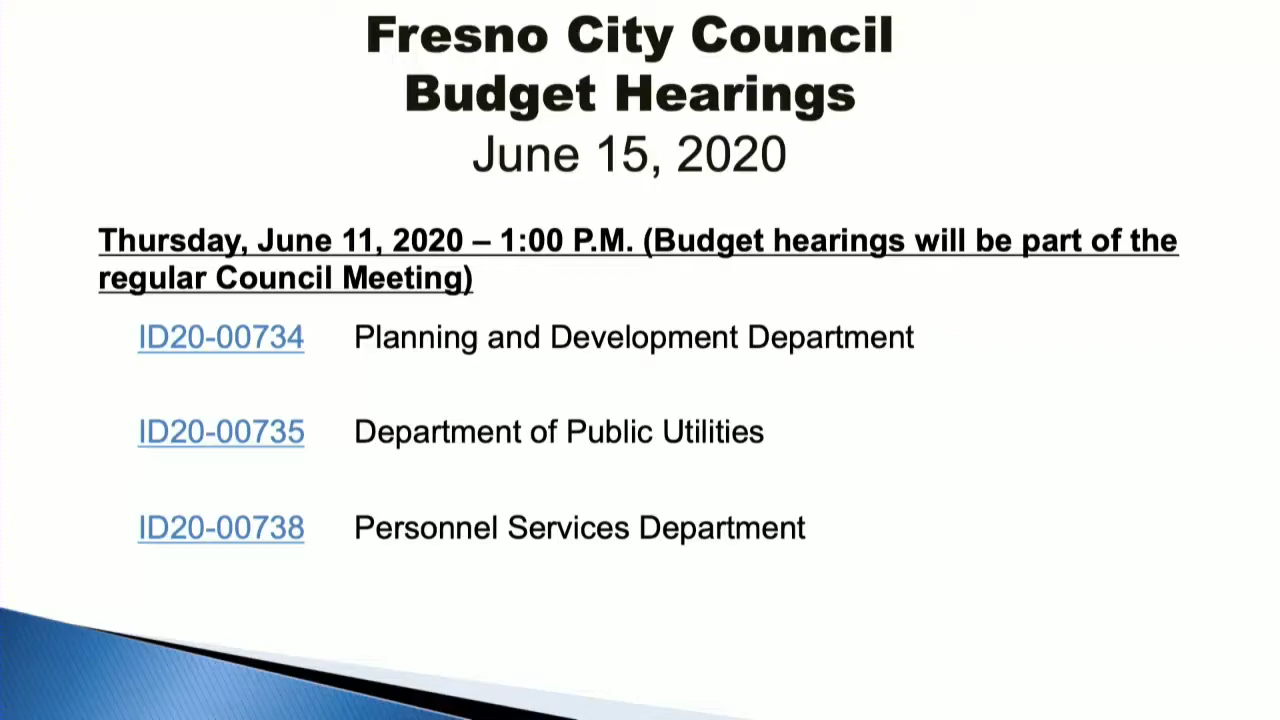 Fresno City Council
Budget Hearings
June 15, 2020
Thursday, June 11, 2020 – 1:00 P.M. (Budget hearings will be part of the
regular Council Meeting)
ID20-00734 Planning and Development Department
ID20-00735 Department of Public Utilities
ID20-00738 Personnel Services Department